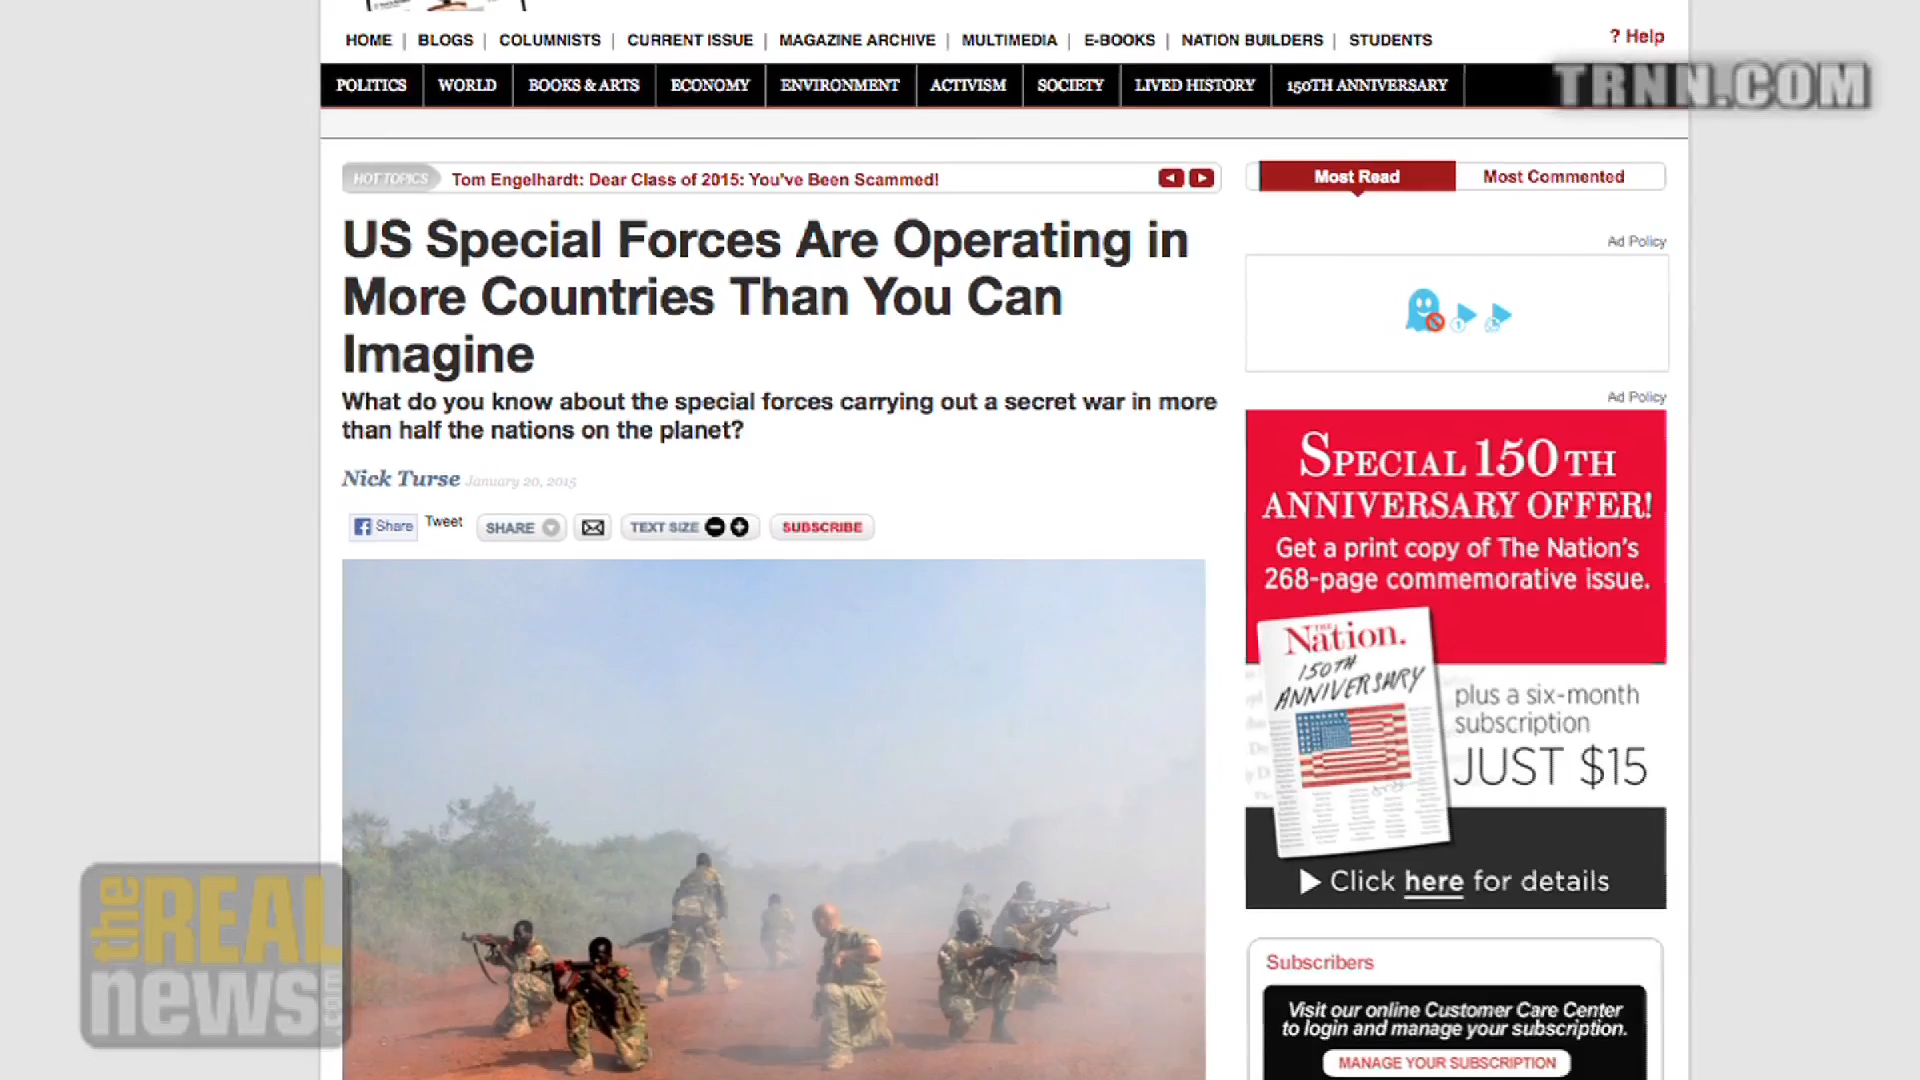 HOME | BLOGS | COLUMNISTS | CURRENT ISSUE | MAGAZINE ARCHIVE | MULTIMEDIA | E-BOOKS | NATION BUILDERS | STUDENTS
? Help
POLITICS WORLD BOOKS & ARTS ECONOMY ENVIRONMENT ACTIVISM SOCIETY LIVED HISTORY 150TH ANNIVERSARY
TRNN.COM
HOT TOPICS Tom Engelhardt: Dear Class of 2015: You've Been Scammed!
Most Read Most Commented
US Special Forces Are Operating in
More Countries Than You Can
Imagine
What do you know about the special forces carrying out a secret war in more
than half the nations on the planet?
Nick Turse January 20, 2015
Share Tweet SHARE TEXT SIZE SUBSCRIBE
Ad Policy
Ad Policy
SPECIAL 150TH
ANNIVERSARY OFFER!
Get a print copy of The Nation's
268-page commemorative issue.
THE
Nation.
150TH
ANNIVERSARY
plus a six-month
subscription
JUST $15
Click here for details
Subscribers
Visit our online Customer Care Center
to login and manage your subscription.
MANAGE YOUR SUBSCRIPTION
the REAL
news.com